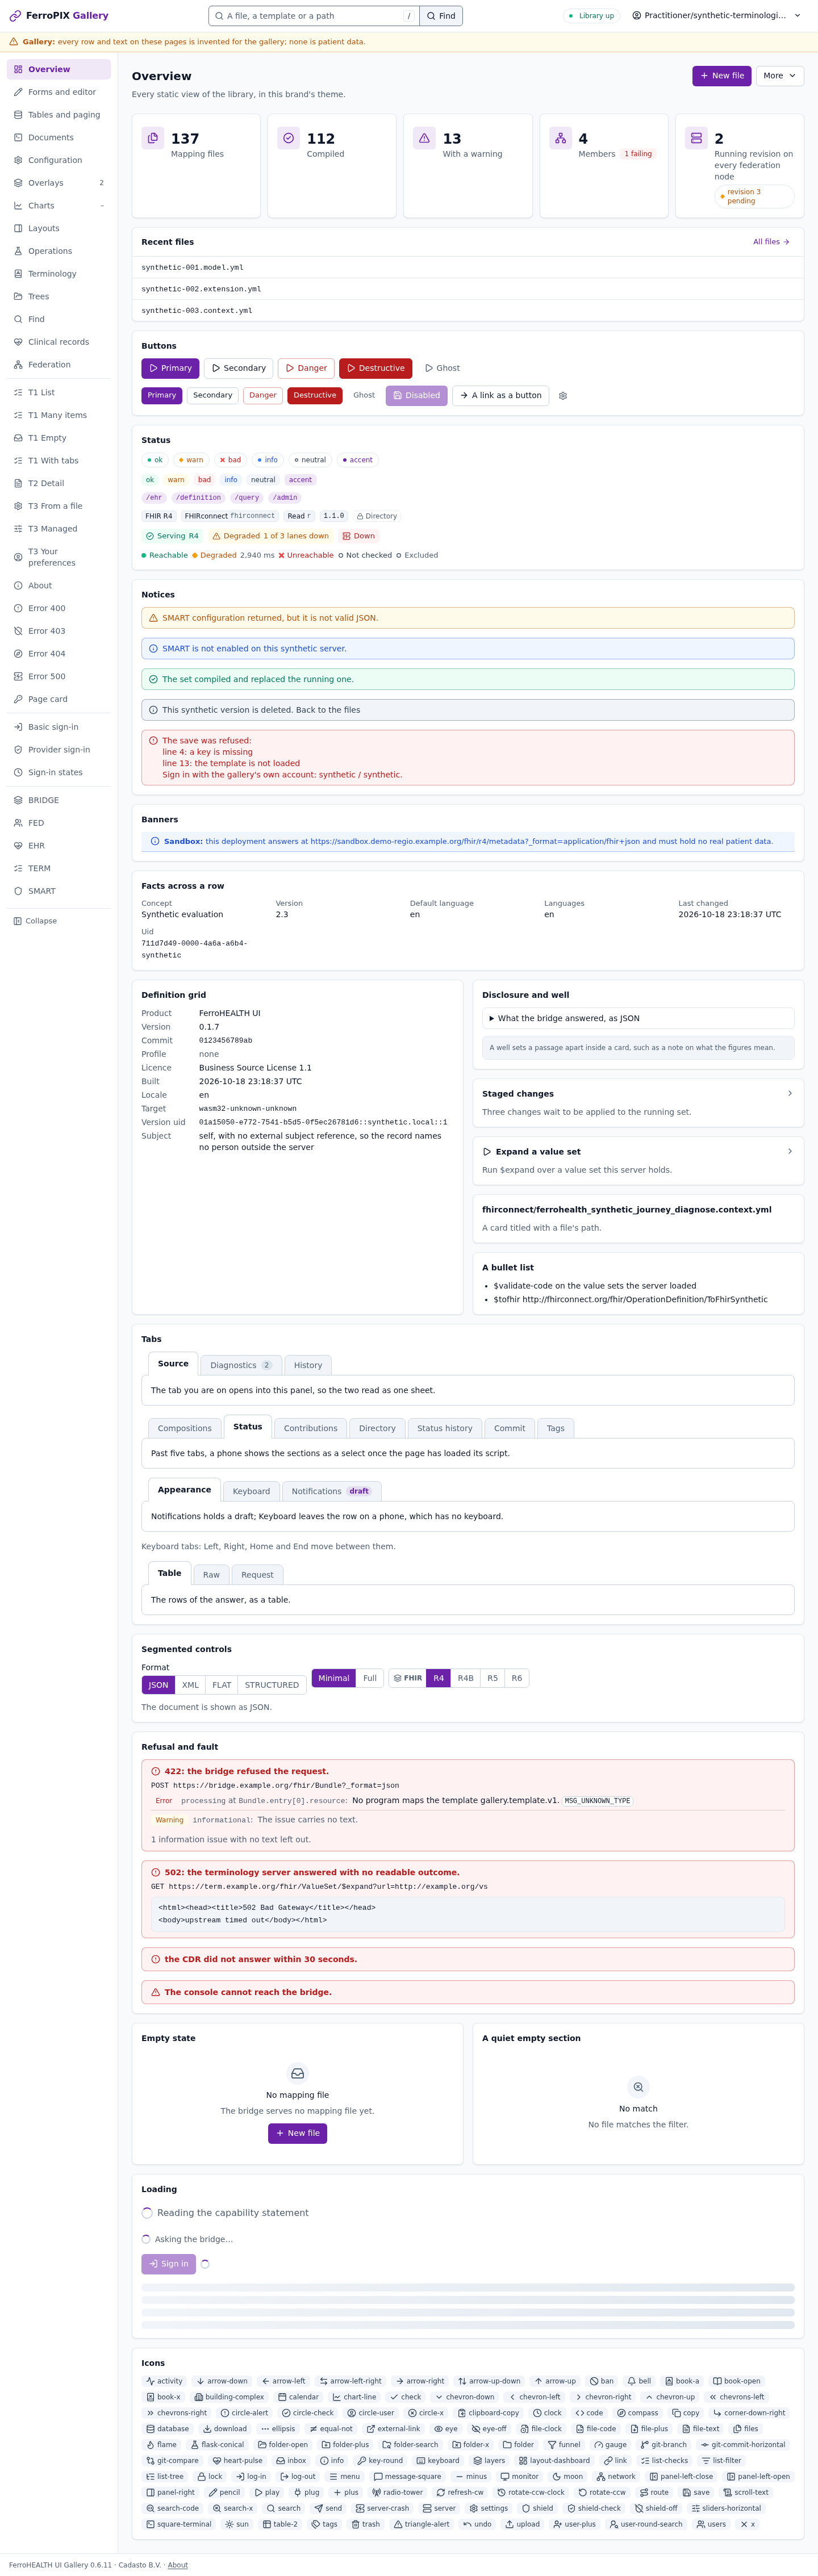 FerroPIX Gallery
A file, a template or a path
/
Find
Library up
Practitioner/synthetic-terminologi…
Gallery: every row and text on these pages is invented for the gallery; none is patient data.
Overview
Forms and editor
Tables and paging
Documents
Configuration
Overlays 2
Charts –
Layouts
Operations
Terminology
Trees
Find
Clinical records
Federation
T1 List
T1 Many items
T1 Empty
T1 With tabs
T2 Detail
T3 From a file
T3 Managed
T3 Your
preferences
About
Error 400
Error 403
Error 404
Error 500
Page card
Basic sign-in
Provider sign-in
Sign-in states
BRIDGE
FED
EHR
TERM
SMART
Collapse
Overview
New file
More
Every static view of the library, in this brand's theme.
137
Mapping files
112
Compiled
13
With a warning
4
Members 1 failing
2
Running revision on
every federation
node
revision 3
pending
Recent files
All files
synthetic-001.model.yml
synthetic-002.extension.yml
synthetic-003.context.yml
Buttons
Primary Secondary Danger Destructive Ghost
Primary Secondary Danger Destructive Ghost Disabled A link as a button
Status
ok warn bad info neutral accent
ok warn bad info neutral accent
/ehr /definition /query /admin
FHIR R4 FHIRconnect fhirconnect Read r 1.1.0 Directory
Serving R4 Degraded 1 of 3 lanes down Down
Reachable Degraded 2,940 ms Unreachable Not checked Excluded
Notices
SMART configuration returned, but it is not valid JSON.
SMART is not enabled on this synthetic server.
The set compiled and replaced the running one.
This synthetic version is deleted. Back to the files
The save was refused:
line 4: a key is missing
line 13: the template is not loaded
Sign in with the gallery's own account: synthetic / synthetic.
Banners
Sandbox: this deployment answers at https://sandbox.demo-regio.example.org/fhir/r4/metadata?_format=application/fhir+json and must hold no real patient data.
Facts across a row
Concept Version Default language Languages Last changed
Synthetic evaluation 2.3 en en 2026-10-18 23:18:37 UTC
Uid
711d7d49-0000-4a6a-a6b4-
synthetic
Definition grid
Product FerroHEALTH UI
Version 0.1.7
Commit 0123456789ab
Profile none
Licence Business Source License 1.1
Built 2026-10-18 23:18:37 UTC
Locale en
Target wasm32-unknown-unknown
Version uid 01a15050-e772-7541-b5d5-0f5ec26781d6::synthetic.local::1
Subject self, with no external subject reference, so the record names
no person outside the server
Disclosure and well
What the bridge answered, as JSON
A well sets a passage apart inside a card, such as a note on what the figures mean.
Staged changes
Three changes wait to be applied to the running set.
Expand a value set
Run $expand over a value set this server holds.
fhirconnect/ferrohealth_synthetic_journey_diagnose.context.yml
A card titled with a file's path.
A bullet list
• $validate-code on the value sets the server loaded
• $tofhir http://fhirconnect.org/fhir/OperationDefinition/ToFhirSynthetic
Tabs
Source Diagnostics 2 History
The tab you are on opens into this panel, so the two read as one sheet.
Compositions Status Contributions Directory Status history Commit Tags
Past five tabs, a phone shows the sections as a select once the page has loaded its script.
Appearance Keyboard Notifications draft
Notifications holds a draft; Keyboard leaves the row on a phone, which has no keyboard.
Keyboard tabs: Left, Right, Home and End move between them.
Table Raw Request
The rows of the answer, as a table.
Segmented controls
Format
JSON XML FLAT STRUCTURED Minimal Full FHIR R4 R4B R5 R6
The document is shown as JSON.
Refusal and fault
422: the bridge refused the request.
POST https://bridge.example.org/fhir/Bundle?_format=json
Error processing at Bundle.entry[0].resource: No program maps the template gallery.template.v1. MSG_UNKNOWN_TYPE
Warning informational: The issue carries no text.
1 information issue with no text left out.
502: the terminology server answered with no readable outcome.
GET https://term.example.org/fhir/ValueSet/$expand?url=http://example.org/vs
<html><head><title>502 Bad Gateway</title></head>
<body>upstream timed out</body></html>
the CDR did not answer within 30 seconds.
The console cannot reach the bridge.
Empty state
No mapping file
The bridge serves no mapping file yet.
New file
A quiet empty section
No match
No file matches the filter.
Loading
Reading the capability statement
Asking the bridge…
Sign in
Icons
activity arrow-down arrow-left arrow-left-right arrow-right arrow-up-down arrow-up ban bell book-a book-open
book-x building-complex calendar chart-line check chevron-down chevron-left chevron-right chevron-up chevrons-left
chevrons-right circle-alert circle-check circle-user circle-x clipboard-copy clock code compass copy corner-down-right
database download ellipsis equal-not external-link eye eye-off file-clock file-code file-plus file-text files
flame flask-conical folder-open folder-plus folder-search folder-x folder funnel gauge git-branch git-commit-horizontal
git-compare heart-pulse inbox info key-round keyboard layers layout-dashboard link list-checks list-filter
list-tree lock log-in log-out menu message-square minus monitor moon network panel-left-close panel-left-open
panel-right pencil play plug plus radio-tower refresh-cw rotate-ccw-clock rotate-ccw route save scroll-text
search-code search-x search send server-crash server settings shield shield-check shield-off sliders-horizontal
square-terminal sun table-2 tags trash triangle-alert undo upload user-plus user-round-search users x
FerroHEALTH UI Gallery 0.6.11 · Cadasto B.V. · About